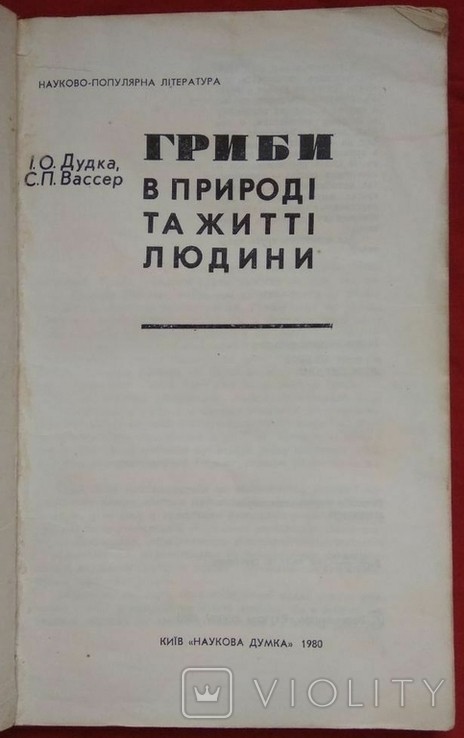 НАУКОВО-ПОПУЛЯРНА ЛІТЕРАТУРА
І.О. Дудка,
С.П. Вассер
ГРИБИ
В ПРИРОДІ
ТА ЖИТТІ
ЛЮДИНИ
КИЇВ «НАУКОВА ДУМКА» 1980
VIOLITY